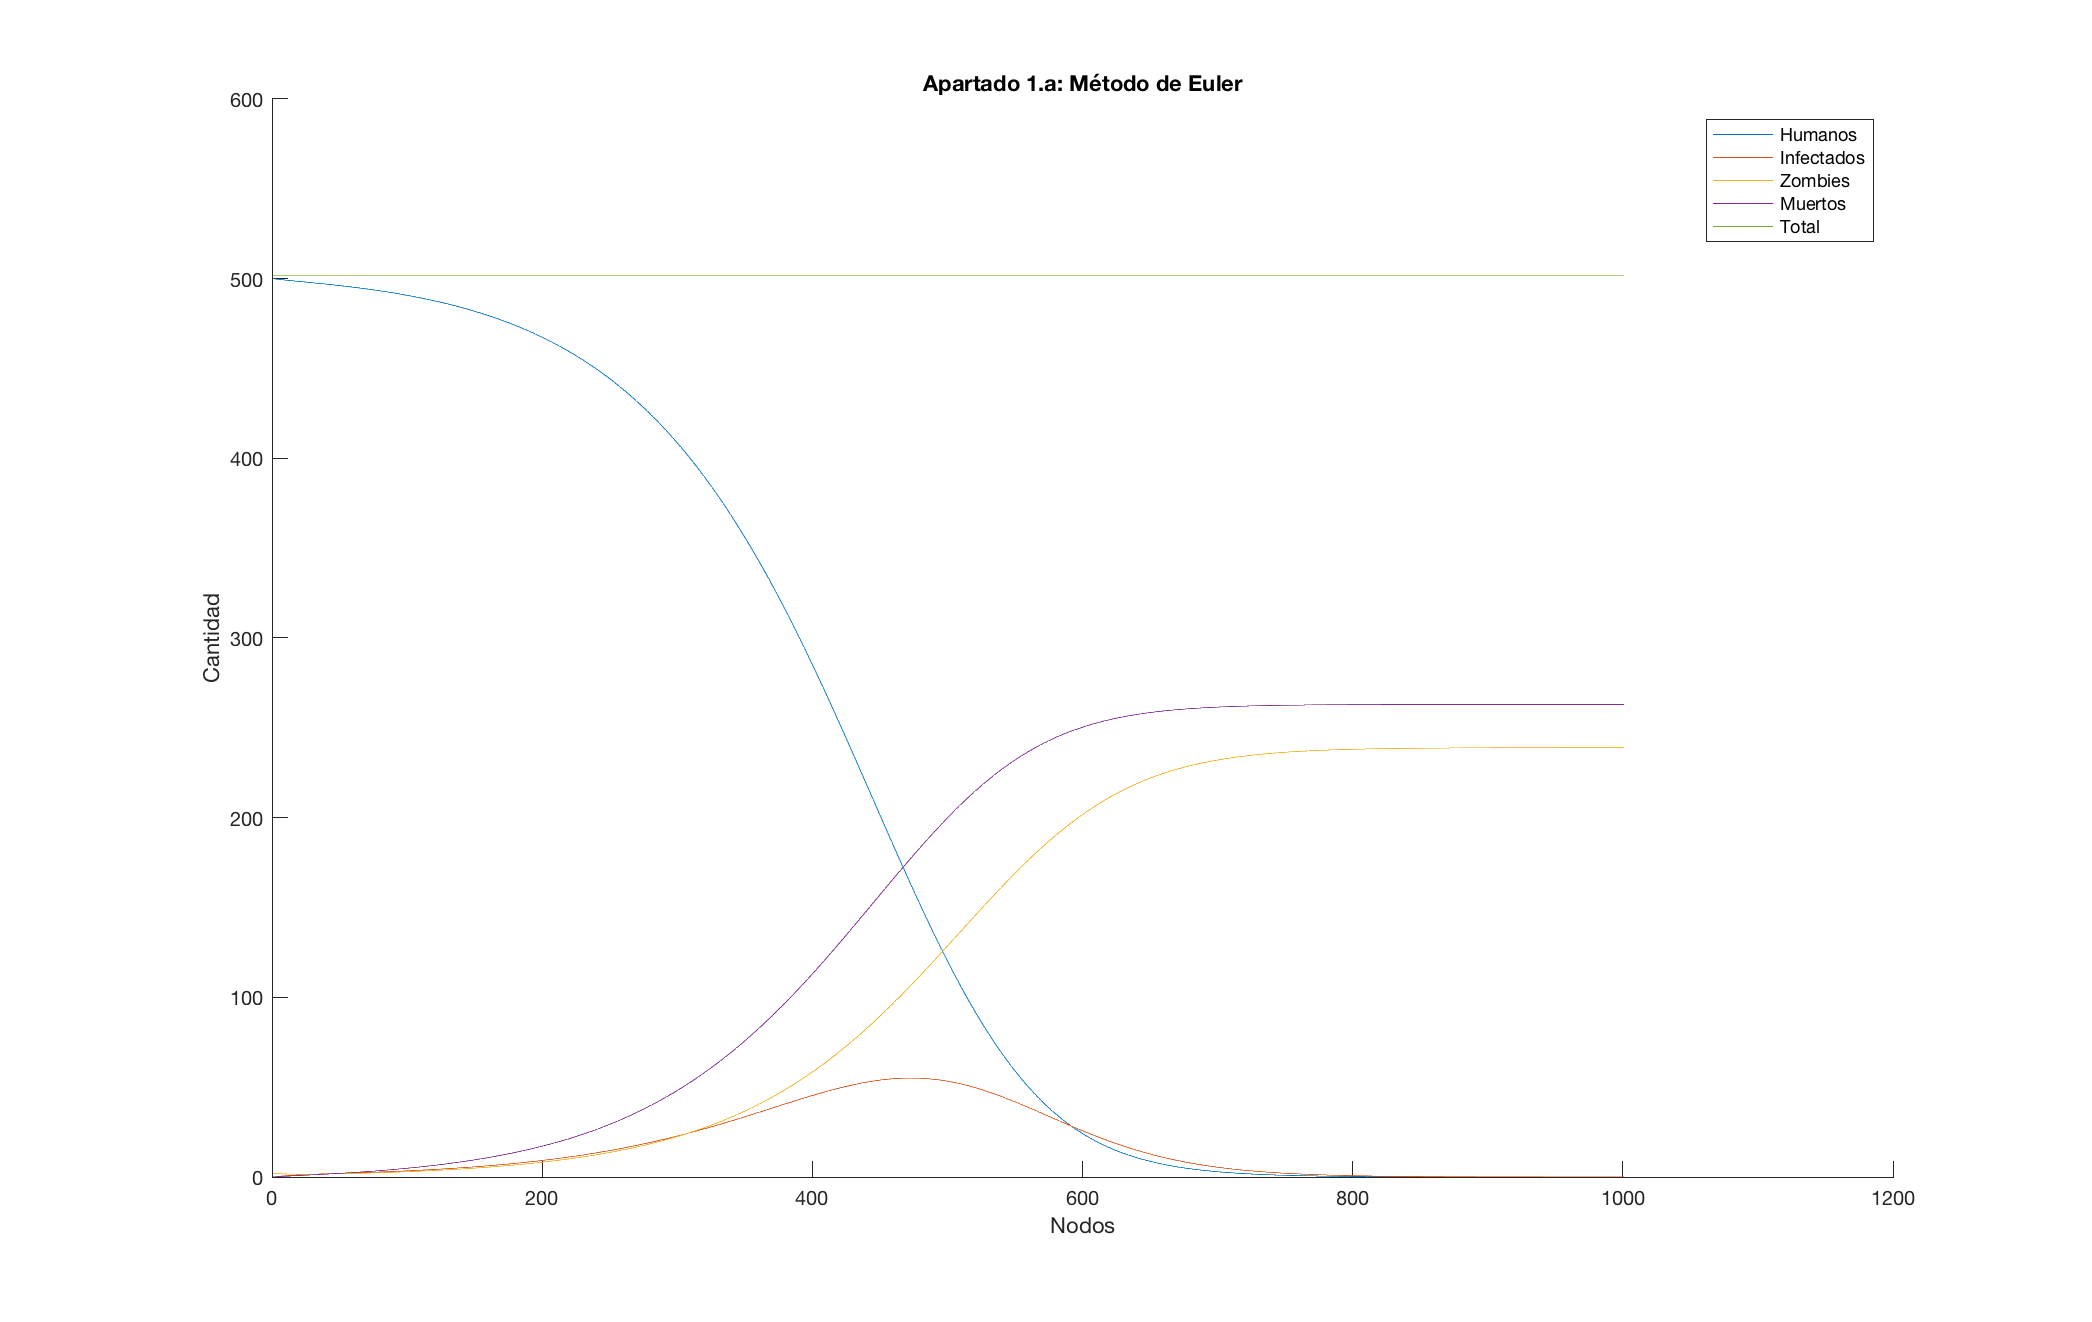 Apartado 1.a: Método de Euler
600
500
400
300
200
100
0
Cantidad
Humanos
Infectados
Zombies
Muertos
Total
0 200 400 600 800 1000 1200
Nodos